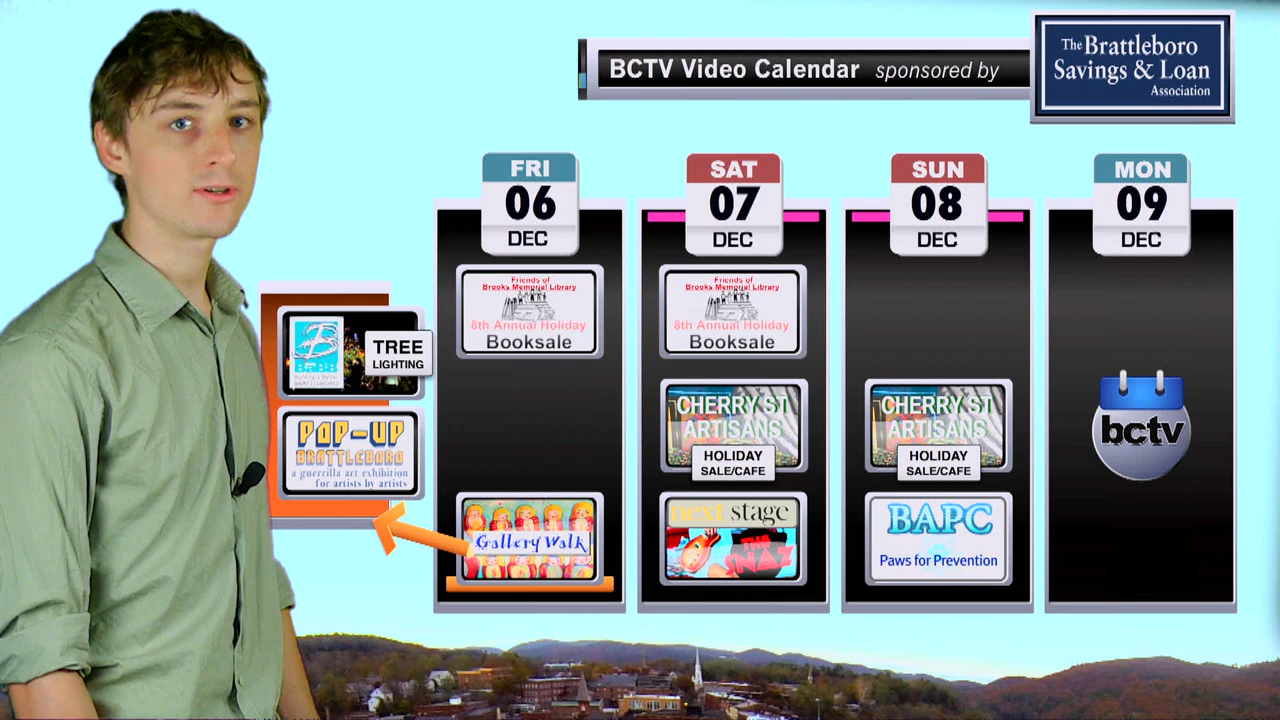 BCTV Video Calendar sponsored by
The Brattleboro
Savings & Loan
Association
FRI
06
DEC
SAT
07
DEC
SUN
08
DEC
MON
09
DEC
Friends of
Brooks Memorial Library
8th Annual Holiday
Booksale
Friends of
Brooks Memorial Library
8th Annual Holiday
Booksale
B
BABB
TREE
LIGHTING
CHERRY ST
ARTISANS
HOLIDAY
SALE/CAFE
CHERRY ST
ARTISANS
HOLIDAY
SALE/CAFE
bctv
POP-UP
BRATTLEBORO
a guerrilla art exhibition
for artists by artists
Gallery Walk
next stage
THE
SNAZ
BAPC
Paws for Prevention